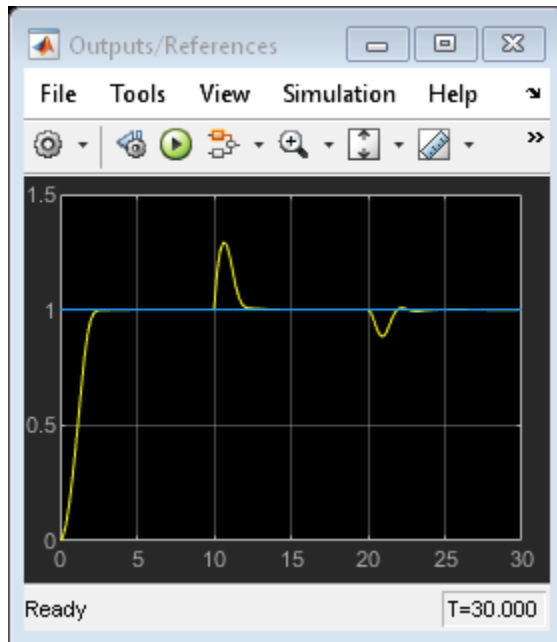 Outputs/References
File Tools View Simulation Help
1.5
1
0.5
0
0 5 10 15 20 25 30
Ready T=30.000